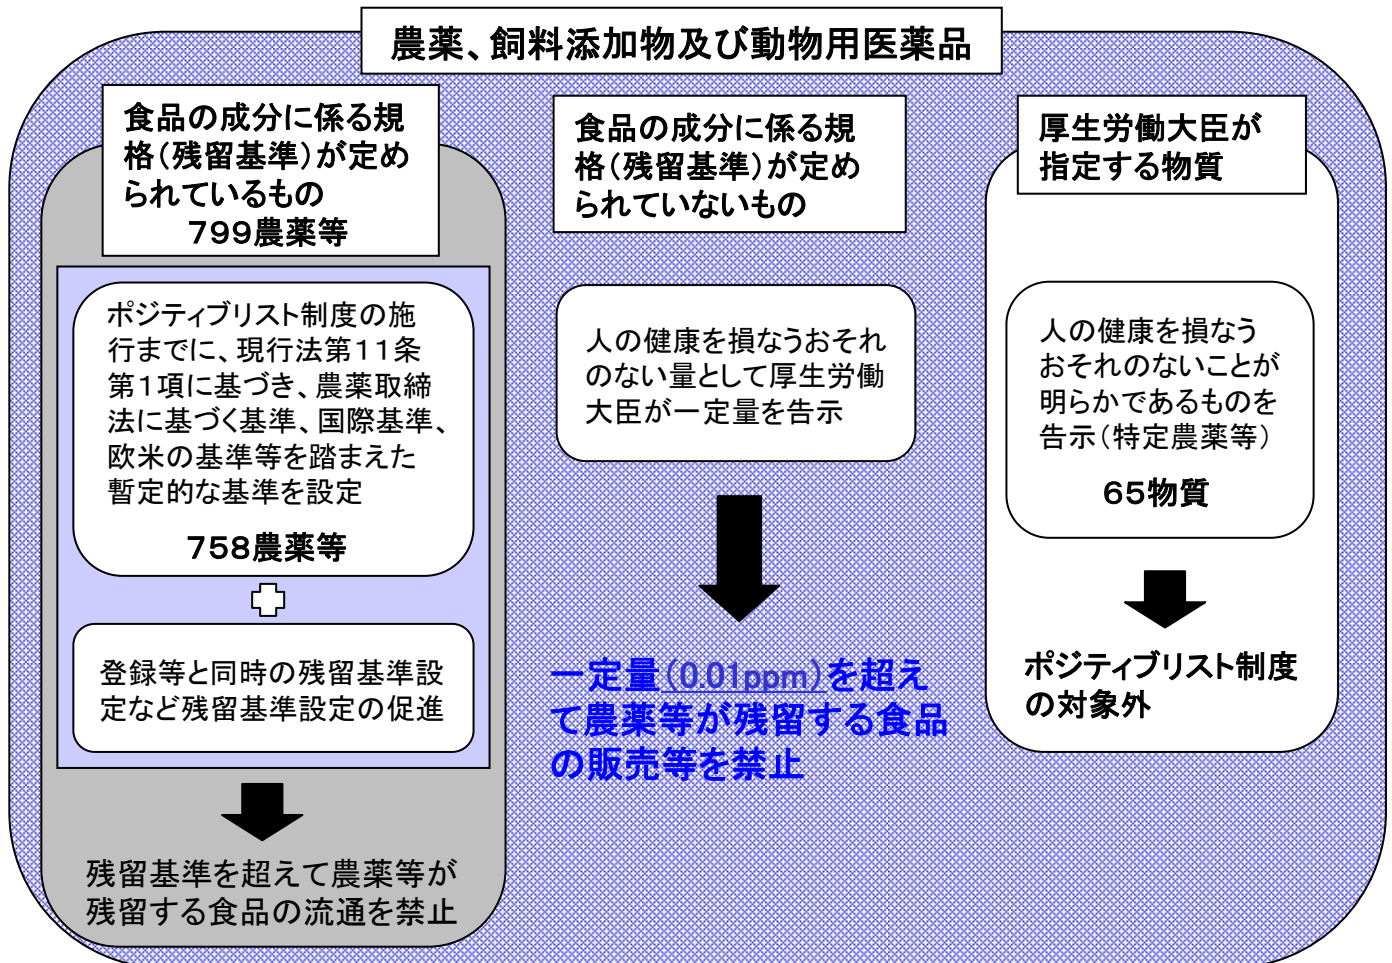 農薬、飼料添加物及び動物用医薬品
食品の成分に係る規
格(残留基準)が定め
られているもの
799農薬等
ポジティブリスト制度の施
行までに、現行法第11条
第1項に基づき、農薬取締
法に基づく基準、国際基準、
欧米の基準等を踏まえた
暫定的な基準を設定
758農薬等
登録等と同時の残留基準設
定など残留基準設定の促進
残留基準を超えて農薬等が
残留する食品の流通を禁止
食品の成分に係る規
格(残留基準)が定め
られていないもの
人の健康を損なうおそれ
のない量として厚生労働
大臣が一定量を告示
一定量(0.01ppm)を超え
て農薬等が残留する食品
の販売等を禁止
厚生労働大臣が
指定する物質
人の健康を損なう
おそれのないことが
明らかであるものを
告示(特定農薬等)
65物質
ポジティブリスト制度
の対象外